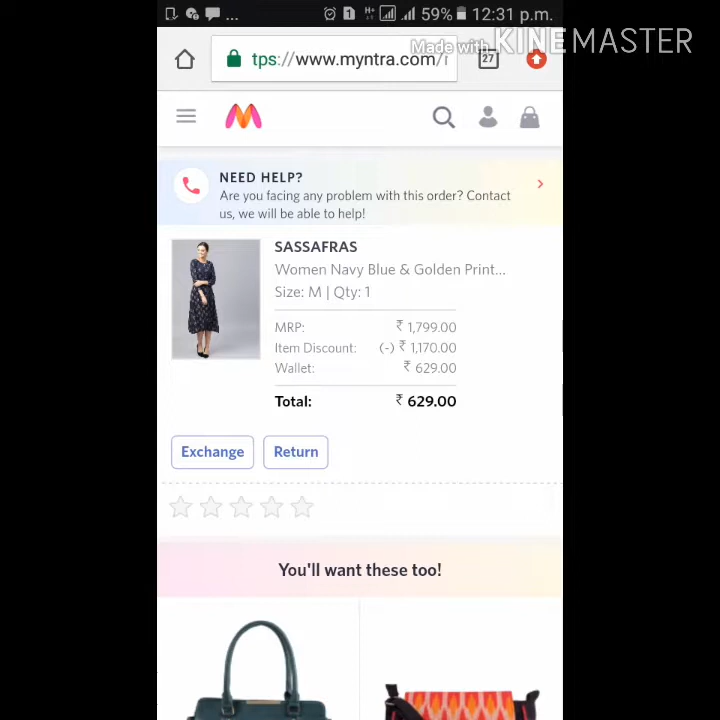 59% 12:31 p.m.
Made with KINEMASTER
tps://www.myntra.com/
27
NEED HELP?
Are you facing any problem with this order? Contact
us, we will be able to help!
SASSAFRAS
Women Navy Blue & Golden Print...
Size: M | Qty: 1
MRP: ₹ 1,799.00
Item Discount: (-) ₹ 1,170.00
Wallet: ₹ 629.00
Total: ₹ 629.00
Exchange Return
You'll want these too!